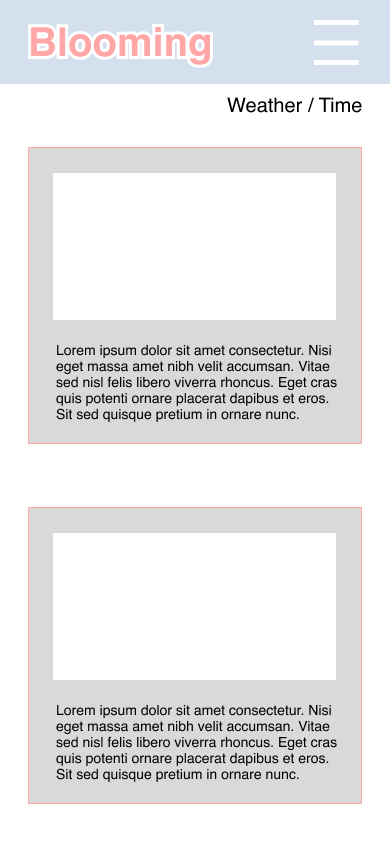 Blooming
Weather / Time
Lorem ipsum dolor sit amet consectetur. Nisi
eget massa amet nibh velit accumsan. Vitae
sed nisl felis libero viverra rhoncus. Eget cras
quis potenti ornare placerat dapibus et eros.
Sit sed quisque pretium in ornare nunc.
Lorem ipsum dolor sit amet consectetur. Nisi
eget massa amet nibh velit accumsan. Vitae
sed nisl felis libero viverra rhoncus. Eget cras
quis potenti ornare placerat dapibus et eros.
Sit sed quisque pretium in ornare nunc.